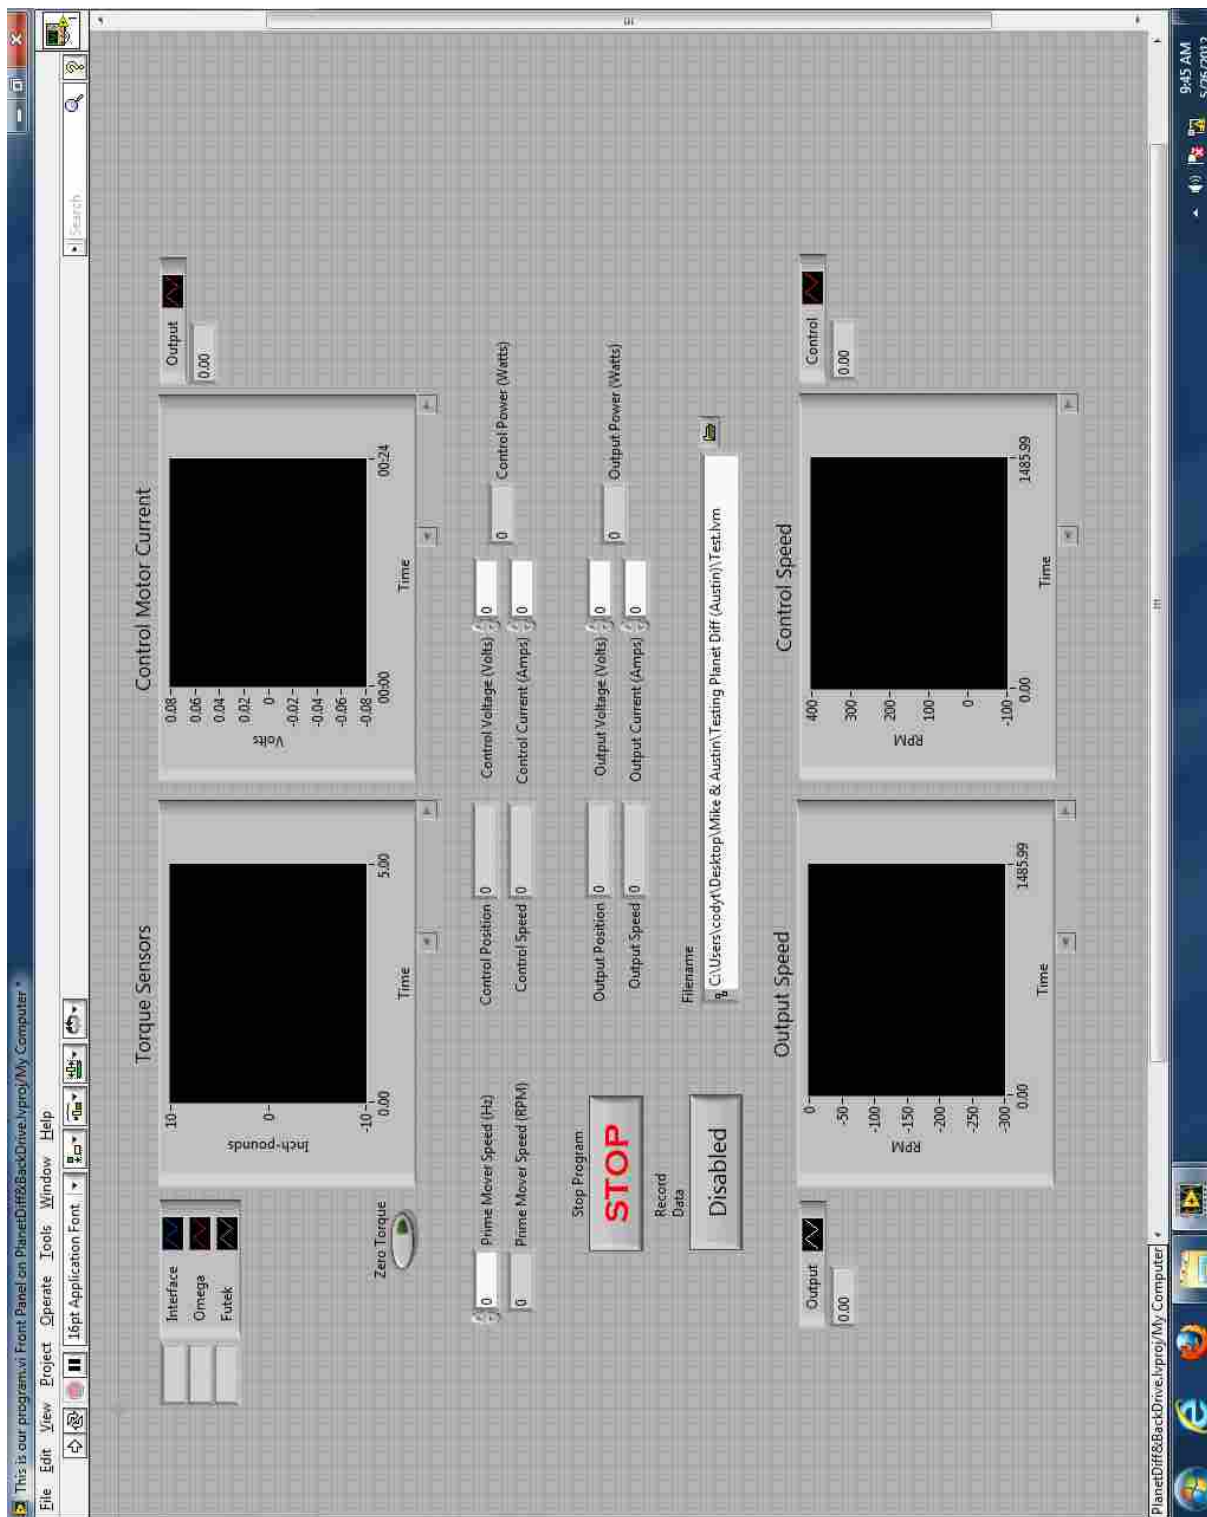 This is our program.vi Front Panel on PlanetDiff&BackDrive.lvproj/My Computer *
File Edit View Project Operate Tools Window Help
16pt Application Font
Search
Interface
Omega
Futek
Zero Torque
Torque Sensors
Inch-pounds
10
0
-10
0.00
5.00
Time
Control Motor Current
Volts
0.08
0.06
0.04
0.02
0
-0.02
-0.04
-0.06
-0.08
00:00
00:24
Time
Output
0.00
0 Prime Mover Speed (Hz)
0 Prime Mover Speed (RPM)
Control Position 0
Control Speed 0
Control Voltage (Volts) 0
Control Current (Amps) 0
0 Control Power (Watts)
Stop Program
STOP
Output Position 0
Output Speed 0
Output Voltage (Volts) 0
Output Current (Amps) 0
0 Output Power (Watts)
Record
Data
Disabled
Filename
C:\Users\codyt\Desktop\Mike & Austin\Testing Planet Diff (Austin)\Test.lvm
Output
0.00
Output Speed
RPM
0
-50
-100
-150
-200
-250
-300
0.00
1485.99
Time
Control Speed
RPM
400
300
200
100
0
-100
0.00
1485.99
Time
Control
0.00
PlanetDiff&BackDrive.lvproj/My Computer
9:45 AM
5/26/2012